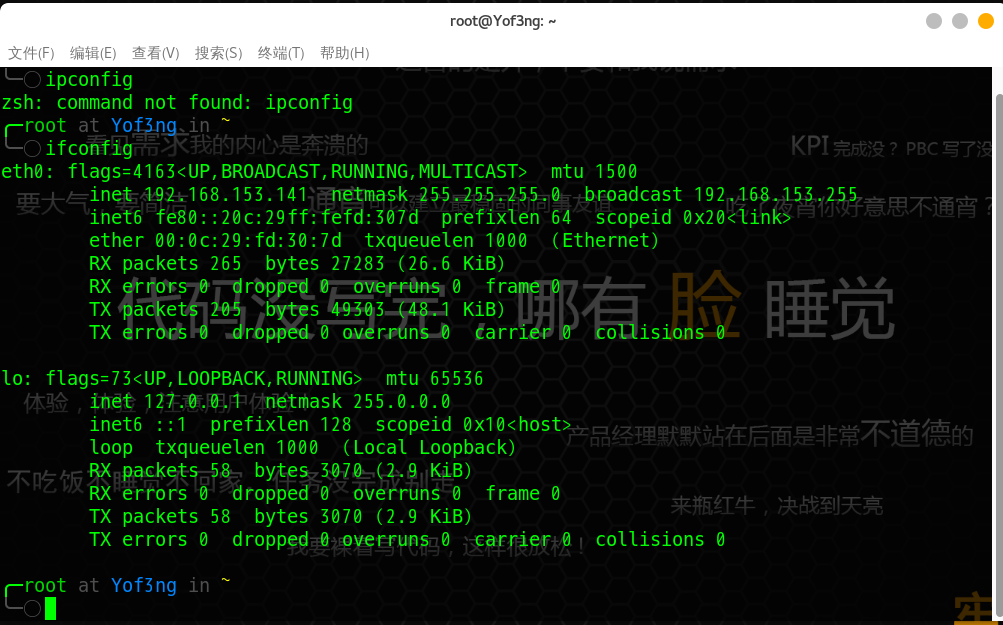 root@Yof3ng: ~
文件(F) 编辑(E) 查看(V) 搜索(S) 终端(T) 帮助(H)
ipconfig
zsh: command not found: ipconfig
root at Yof3ng in ~
需求我的内心是奔溃的
KPI 完成没？ PBC 写了没
ifconfig
eth0: flags=4163<UP,BROADCAST,RUNNING,MULTICAST>  mtu 1500
inet 192.168.153.141  netmask 255.255.255.0  broadcast 192.168.153.255
要大气
通宵
你好意思不通宵？
inet6 fe80::20c:29ff:fefd:307d  prefixlen 64  scopeid 0x20<link>
ether 00:0c:29:fd:30:7d  txqueuelen 1000  (Ethernet)
RX packets 265  bytes 27283 (26.6 KiB)
RX errors 0  dropped 0  overruns 0  frame 0
代码没写完，哪有 脸 睡觉
TX packets 205  bytes 49303 (48.1 KiB)
TX errors 0  dropped 0 overruns 0  carrier 0  collisions 0
lo: flags=73<UP,LOOPBACK,RUNNING>  mtu 65536
inet 127.0.0.1  netmask 255.0.0.0
体验
inet6 ::1  prefixlen 128  scopeid 0x10<host>
产品经理默默站在后面是非常不道德的
loop  txqueuelen 1000  (Local Loopback)
RX packets 58  bytes 3070 (2.9 KiB)
不吃饭不睡觉不回家，任务没完成别走
RX errors 0  dropped 0  overruns 0  frame 0
来瓶红牛，决战到天亮
TX packets 58  bytes 3070 (2.9 KiB)
TX errors 0  dropped 0 overruns 0  carrier 0  collisions 0
我要裸着写代码，这样很放松！
root at Yof3ng in ~